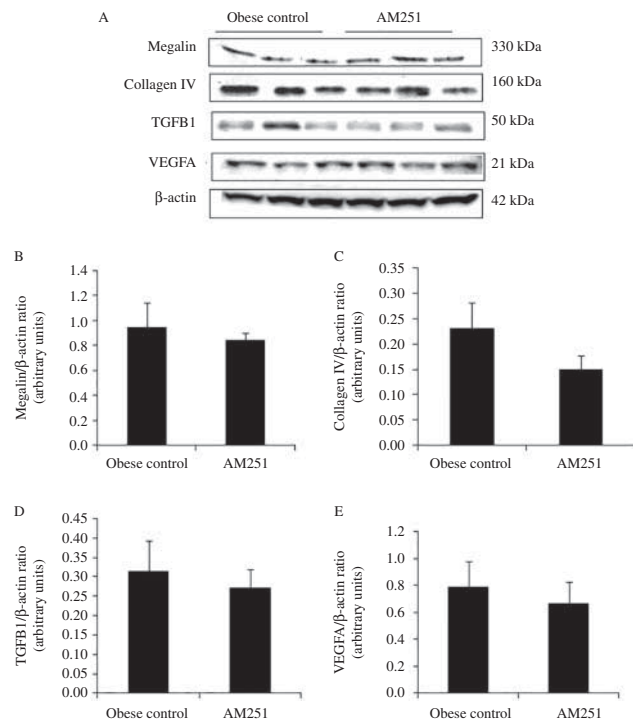 A
Obese control AM251
Megalin 330 kDa
Collagen IV 160 kDa
TGFB1 50 kDa
VEGFA 21 kDa
β-actin 42 kDa
B
Megalin/β-actin ratio
(arbitrary units)
1.4
1.2
1.0
0.8
0.6
0.4
0.2
0.0
Obese control AM251
C
Collagen IV/β-actin ratio
(arbitrary units)
0.35
0.30
0.25
0.20
0.15
0.10
0.05
0.00
Obese control AM251
D
TGFB1/β-actin ratio
(arbitrary units)
0.45
0.40
0.35
0.30
0.25
0.20
0.15
0.10
0.05
0.00
Obese control AM251
E
VEGFA/β-actin ratio
(arbitrary units)
1.2
1.0
0.8
0.6
0.4
0.2
0.0
Obese control AM251